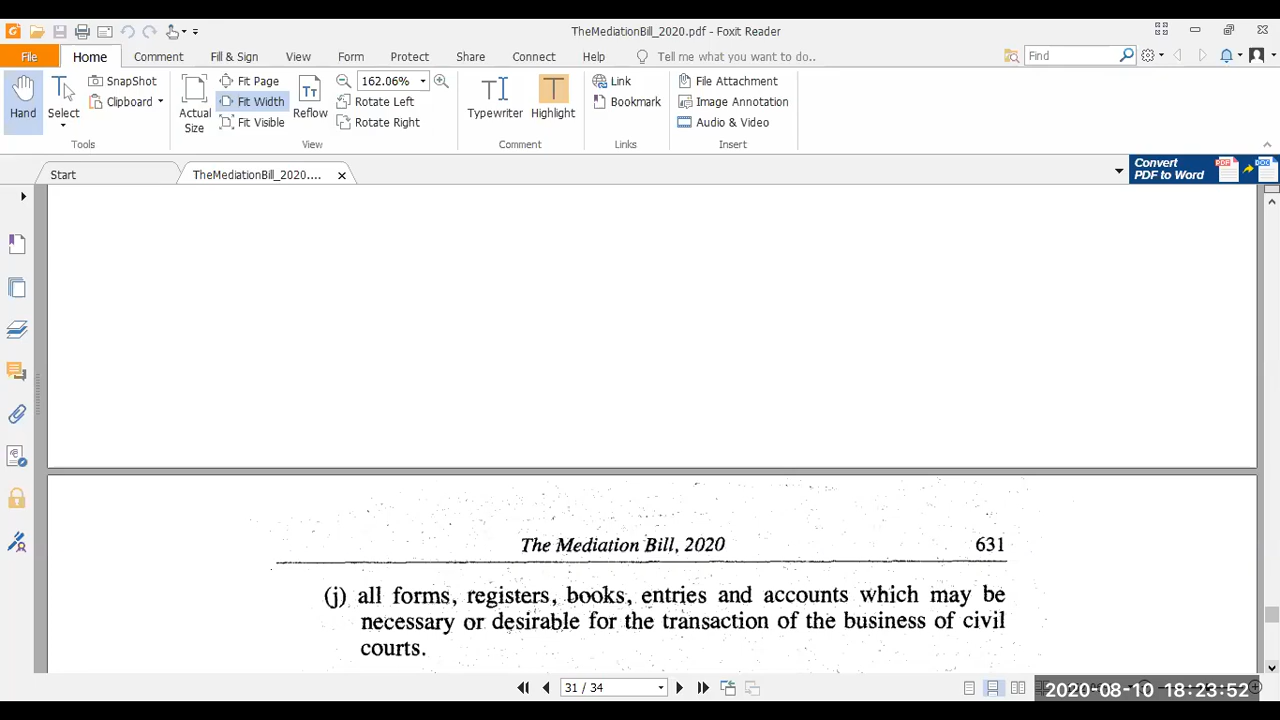 TheMediationBill_2020.pdf - Foxit Reader
File Home Comment Fill & Sign View Form Protect Share Connect Help Tell me what you want to do.. Find
Hand
Select
SnapShot
Clipboard
Tools
Actual Size
Fit Page
Fit Width
Fit Visible
Reflow
162.06%
Rotate Left
Rotate Right
View
Typewriter
Highlight
Comment
Link
Bookmark
Links
File Attachment
Image Annotation
Audio & Video
Insert
Start TheMediationBill_2020....
Convert
PDF to Word
PDF DOC
The Mediation Bill, 2020 631
(j) all forms, registers, books, entries and accounts which may be
necessary or desirable for the transaction of the business of civil
courts.
31 / 34
2020-08-10 18:23:52